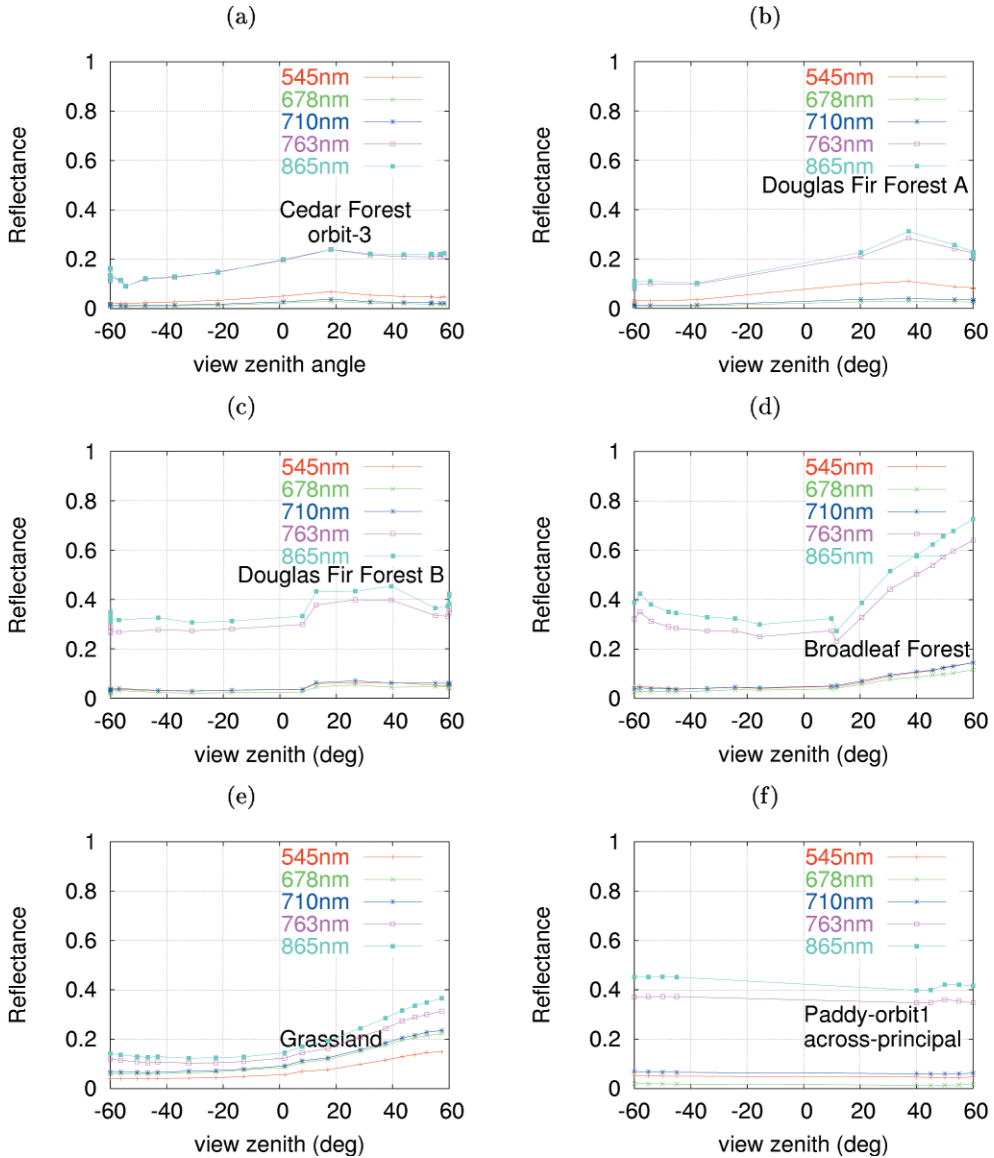 (a)
1
0.8
0.6
0.4
0.2
0
-60 -40 -20 0 20 40 60
Reflectance
view zenith angle
545nm
678nm
710nm
763nm
865nm
Cedar Forest
orbit-3
(b)
1
0.8
0.6
0.4
0.2
0
-60 -40 -20 0 20 40 60
Reflectance
view zenith (deg)
545nm
678nm
710nm
763nm
865nm
Douglas Fir Forest A
(c)
1
0.8
0.6
0.4
0.2
0
-60 -40 -20 0 20 40 60
Reflectance
view zenith (deg)
545nm
678nm
710nm
763nm
865nm
Douglas Fir Forest B
(d)
1
0.8
0.6
0.4
0.2
0
-60 -40 -20 0 20 40 60
Reflectance
view zenith (deg)
545nm
678nm
710nm
763nm
865nm
Broadleaf Forest
(e)
1
0.8
0.6
0.4
0.2
0
-60 -40 -20 0 20 40 60
Reflectance
view zenith (deg)
545nm
678nm
710nm
763nm
865nm
Grassland
(f)
1
0.8
0.6
0.4
0.2
0
-60 -40 -20 0 20 40 60
Reflectance
view zenith (deg)
545nm
678nm
710nm
763nm
865nm
Paddy-orbit1
across-principal